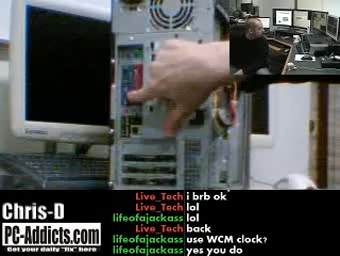 Live_Tech i brb ok
Live_Tech lol
lifeofajackass lol
Live_Tech back
lifeofajackass use WCM clock?
lifeofajackass yes you do
Chris-D
PC-Addicts.com
Get your daily "fix" here